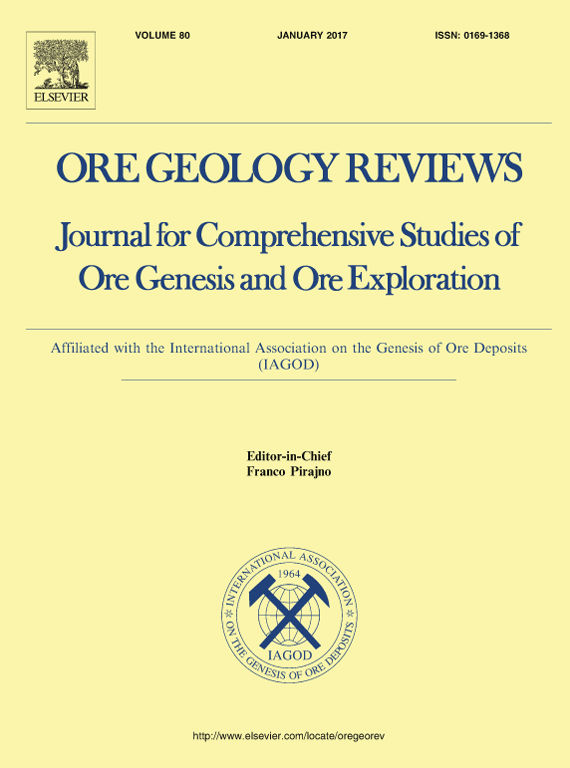 VOLUME 80
JANUARY 2017
ISSN: 0169-1368
ELSEVIER
ORE GEOLOGY REVIEWS
Journal for Comprehensive Studies of
Ore Genesis and Ore Exploration
Affiliated with the International Association on the Genesis of Ore Deposits
(IAGOD)
Editor-in-Chief
Franco Pirajno
INTERNATIONAL ASSOCIATION
1964
IAGOD
ON THE GENESIS OF ORE DEPOSITS
http://www.elsevier.com/locate/oregeorev